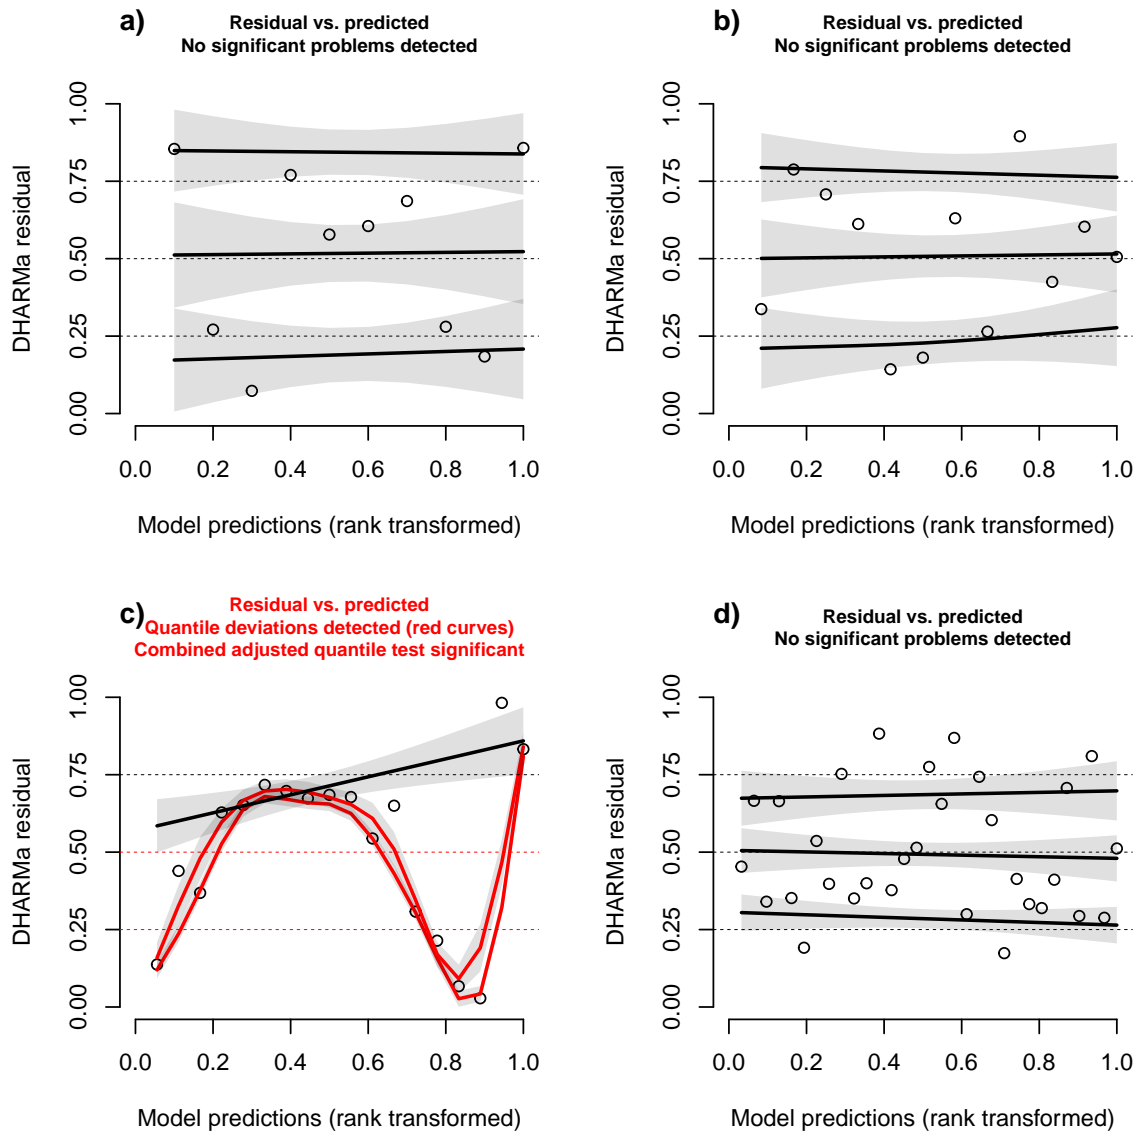 a)
Residual vs. predicted
No significant problems detected
DHARMa residual
1.00
0.75
0.50
0.25
0.00
0.0 0.2 0.4 0.6 0.8 1.0
Model predictions (rank transformed)
b)
Residual vs. predicted
No significant problems detected
DHARMa residual
1.00
0.75
0.50
0.25
0.00
0.0 0.2 0.4 0.6 0.8 1.0
Model predictions (rank transformed)
c)
Residual vs. predicted
Quantile deviations detected (red curves)
Combined adjusted quantile test significant
DHARMa residual
1.00
0.75
0.50
0.25
0.00
0.0 0.2 0.4 0.6 0.8 1.0
Model predictions (rank transformed)
d)
Residual vs. predicted
No significant problems detected
DHARMa residual
1.00
0.75
0.50
0.25
0.00
0.0 0.2 0.4 0.6 0.8 1.0
Model predictions (rank transformed)